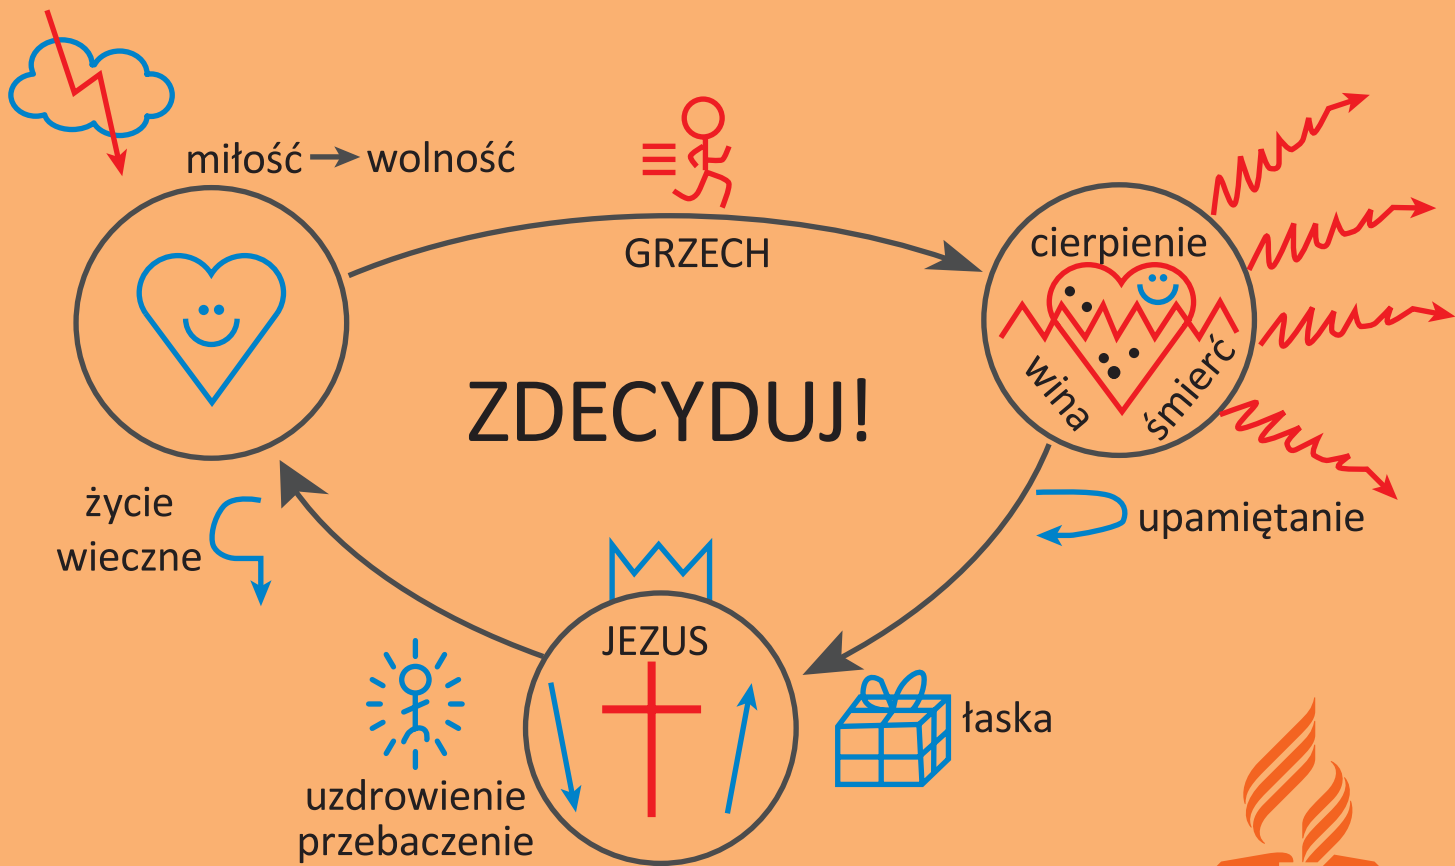 miłość → wolność
GRZECH
cierpienie
wina
śmierć
ZDECYDUJ!
życie
wieczne
upamiętanie
JEZUS
łaska
uzdrowienie
przebaczenie